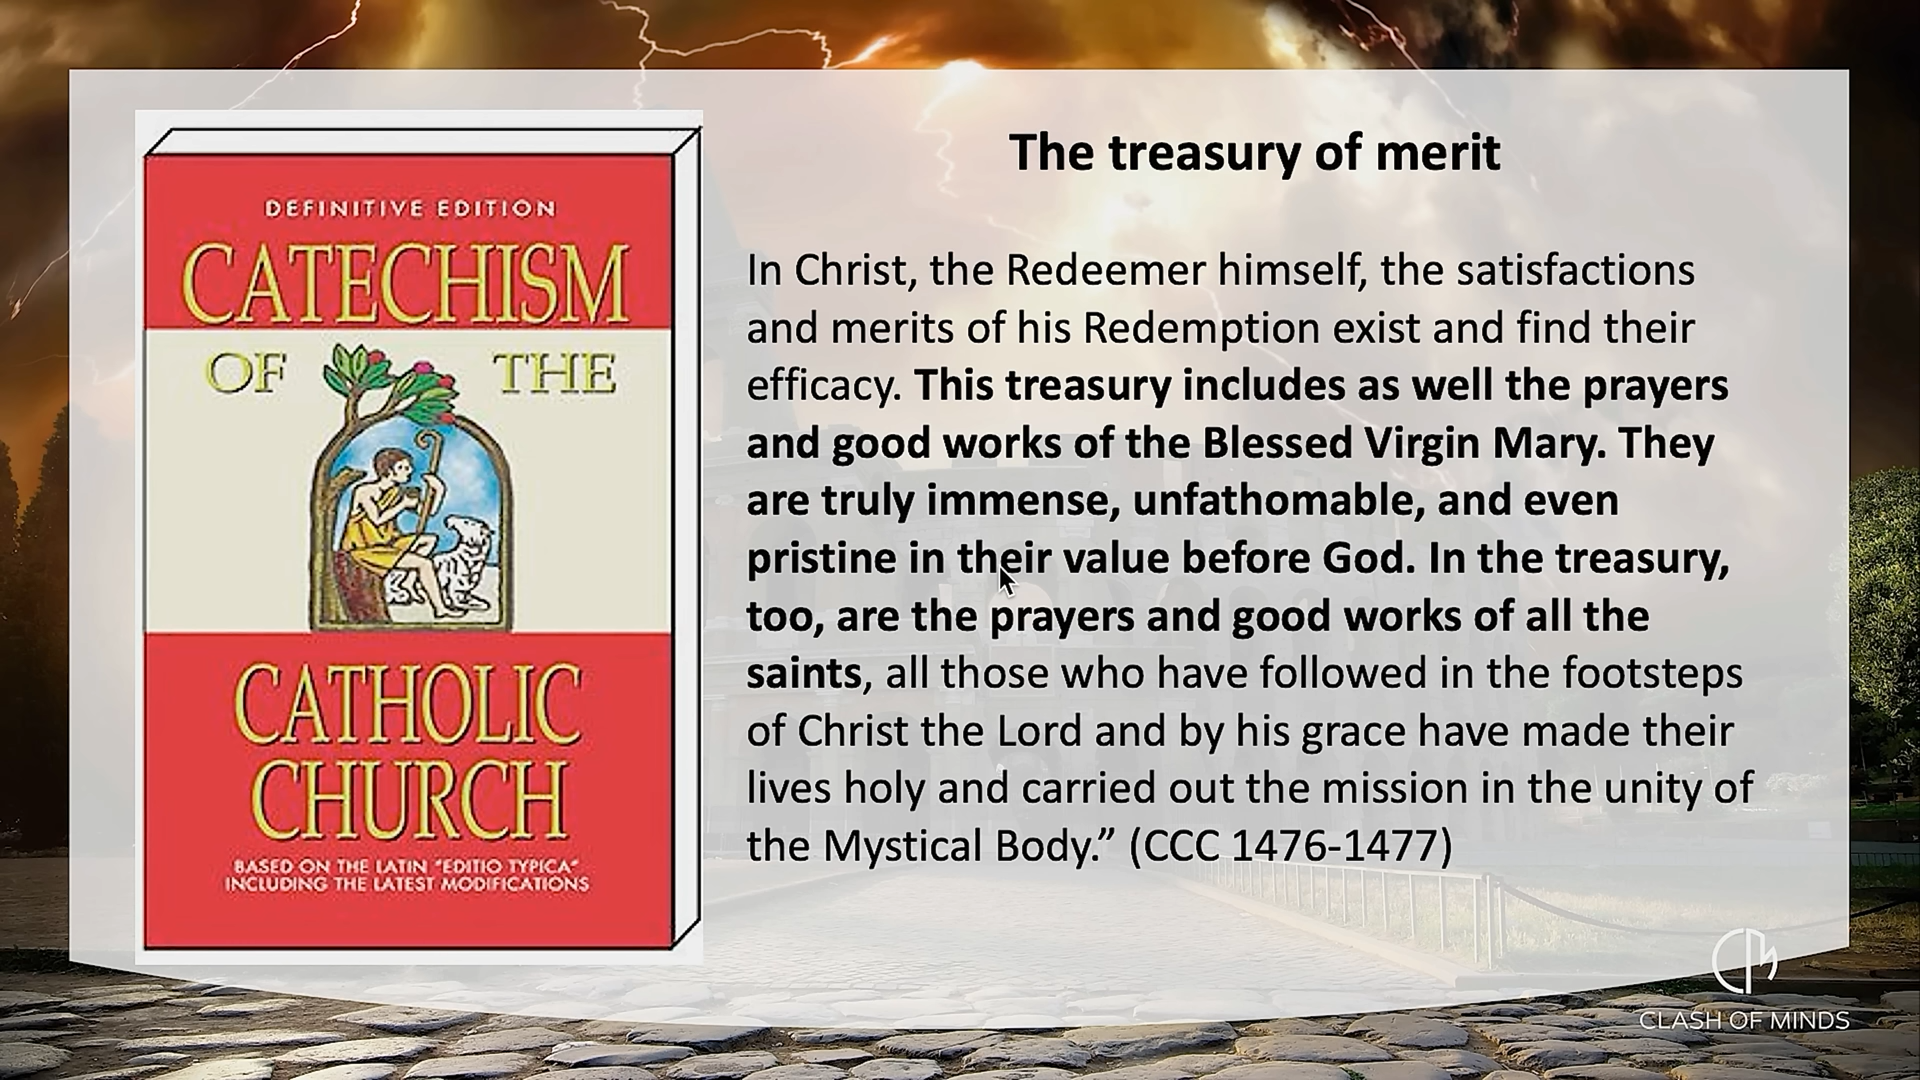 DEFINITIVE EDITION
CATECHISM
OF THE
CATHOLIC
CHURCH
BASED ON THE LATIN "EDITIO TYPICA"
INCLUDING THE LATEST MODIFICATIONS
The treasury of merit
In Christ, the Redeemer himself, the satisfactions
and merits of his Redemption exist and find their
efficacy. This treasury includes as well the prayers
and good works of the Blessed Virgin Mary. They
are truly immense, unfathomable, and even
pristine in their value before God. In the treasury,
too, are the prayers and good works of all the
saints, all those who have followed in the footsteps
of Christ the Lord and by his grace have made their
lives holy and carried out the mission in the unity of
the Mystical Body.” (CCC 1476-1477)
CLASH OF MINDS